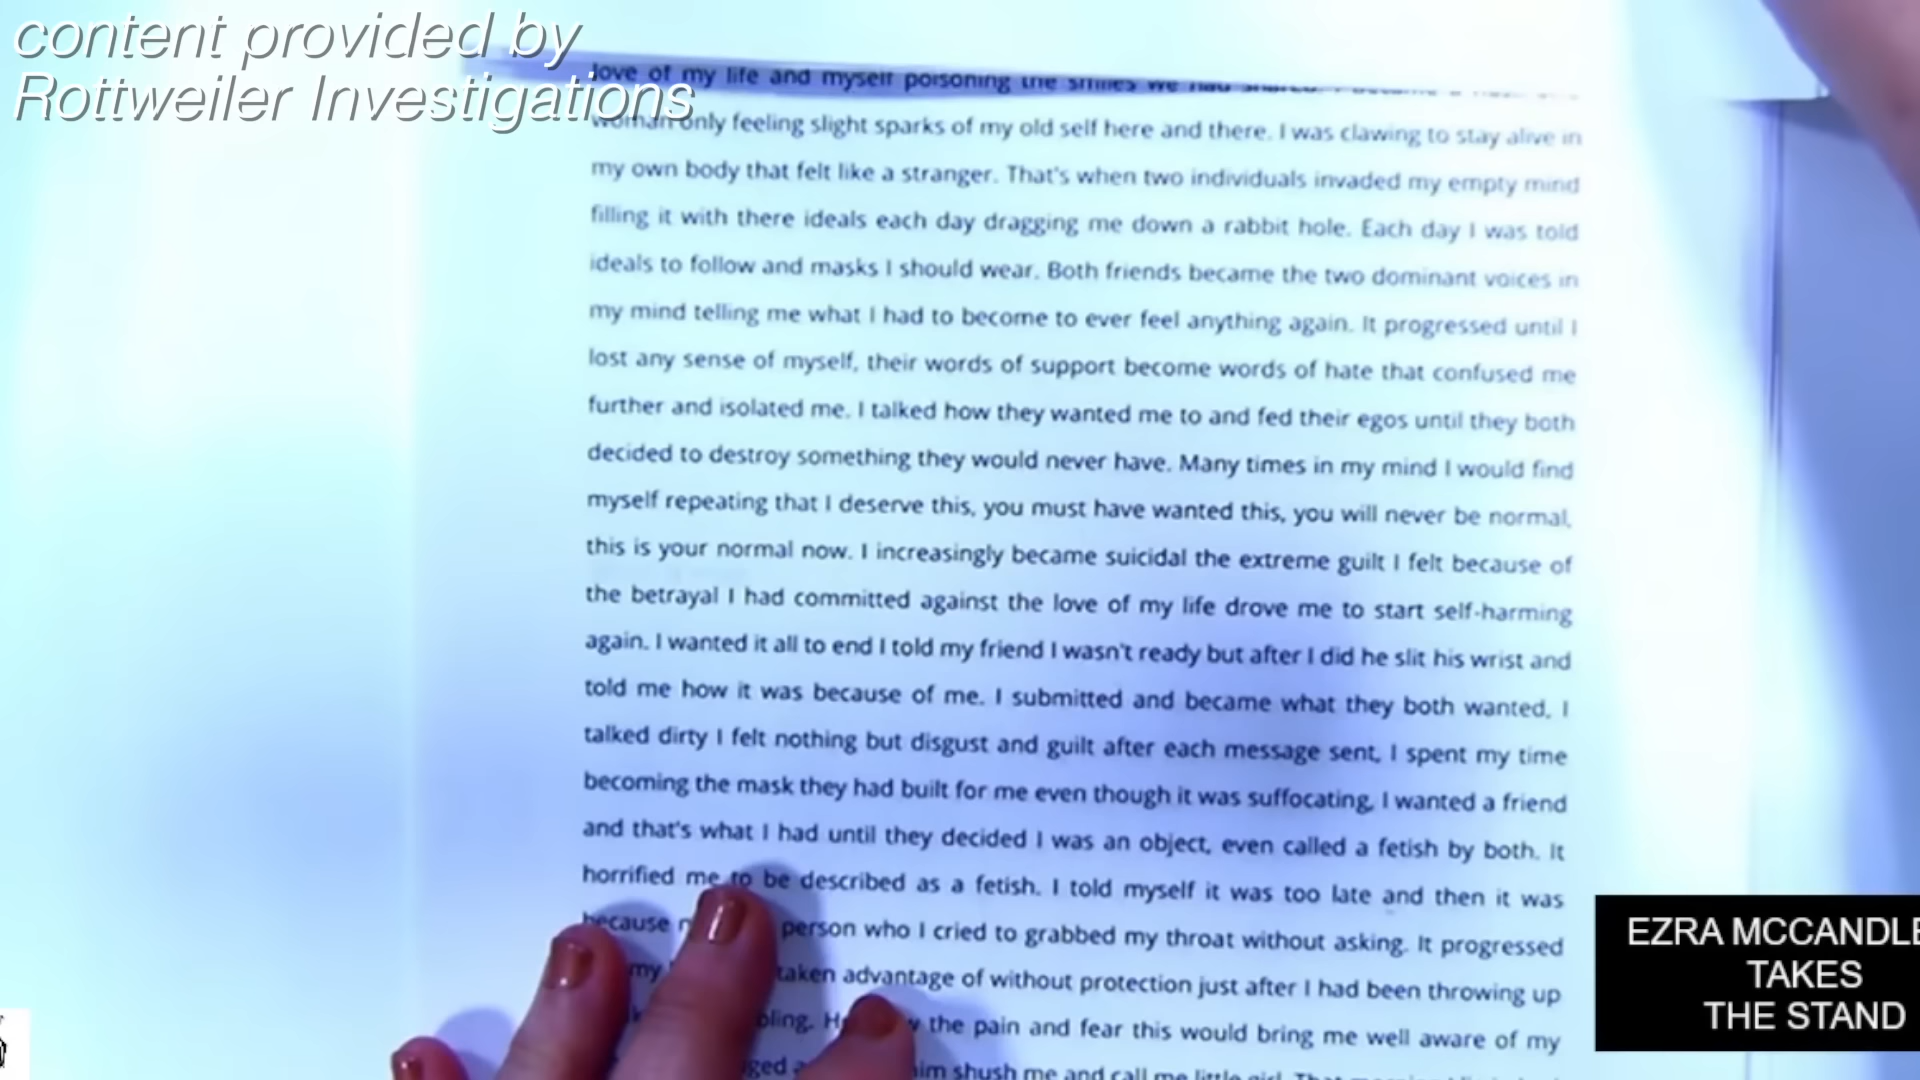 content provided by
Rottweiler Investigations
love of my life and myself poisoning the smiles we had shared. I became a
woman only feeling slight sparks of my old self here and there. I was clawing to stay alive in
my own body that felt like a stranger. That's when two individuals invaded my empty mind
filling it with there ideals each day dragging me down a rabbit hole. Each day I was told
ideals to follow and masks I should wear. Both friends became the two dominant voices in
my mind telling me what I had to become to ever feel anything again. It progressed until I
lost any sense of myself, their words of support become words of hate that confused me
further and isolated me. I talked how they wanted me to and fed their egos until they both
decided to destroy something they would never have. Many times in my mind I would find
myself repeating that I deserve this, you must have wanted this, you will never be normal,
this is your normal now. I increasingly became suicidal the extreme guilt I felt because of
the betrayal I had committed against the love of my life drove me to start self-harming
again. I wanted it all to end I told my friend I wasn't ready but after I did he slit his wrist and
told me how it was because of me. I submitted and became what they both wanted, I
talked dirty I felt nothing but disgust and guilt after each message sent, I spent my time
becoming the mask they had built for me even though it was suffocating, I wanted a friend
and that's what I had until they decided I was an object, even called a fetish by both. It
horrified me to be described as a fetish. I told myself it was too late and then it was
because person who I cried to grabbed my throat without asking. It progressed
my taken advantage of without protection just after I had been throwing up
the pain and fear this would bring me well aware of my
shush me and call me little girl. That
EZRA MCCANDLE
TAKES
THE STAND